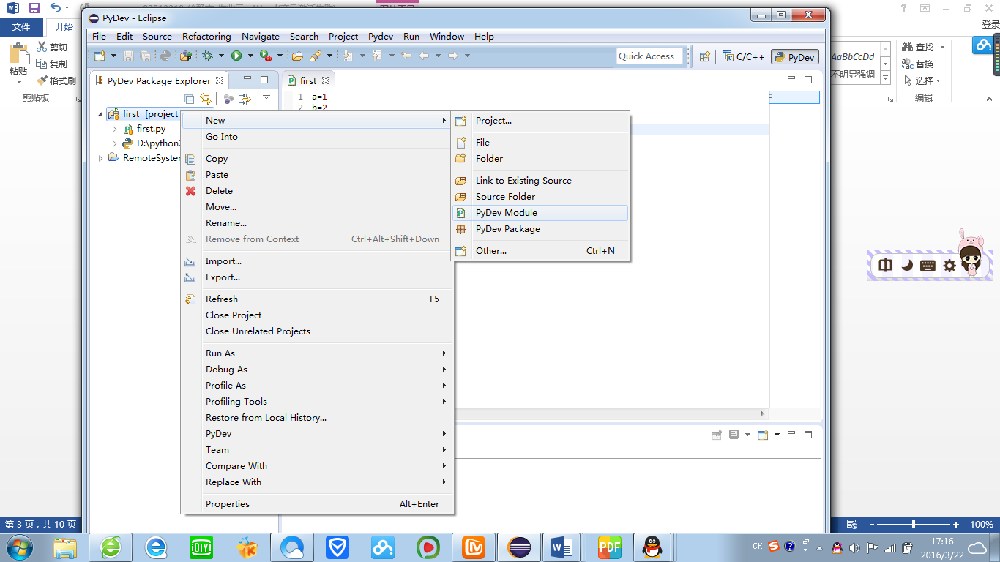 PyDev - Eclipse
文件
开始
登录
File Edit Source Refactoring Navigate Search Project Pydev Run Window Help
粘贴
剪切
复制
格式刷
剪贴板
Quick Access
C/C++
PyDev
AaBbCcDd
不明显强调
查找
替换
选择
编辑
PyDev Package Explorer
first
1 a=1
2 b=2
first [project
first.py
D:\python
RemoteSyster
New
Go Into
Copy
Paste
Delete
Move...
Rename...
Remove from Context Ctrl+Alt+Shift+Down
Import...
Export...
Refresh F5
Close Project
Close Unrelated Projects
Run As
Debug As
Profile As
Profiling Tools
Restore from Local History...
PyDev
Team
Compare With
Replace With
Properties Alt+Enter
Project...
File
Folder
Link to Existing Source
Source Folder
PyDev Module
PyDev Package
Other... Ctrl+N
第 3 页，共 10 页
100%
QIY
PDF
CH
17:16
2016/3/22